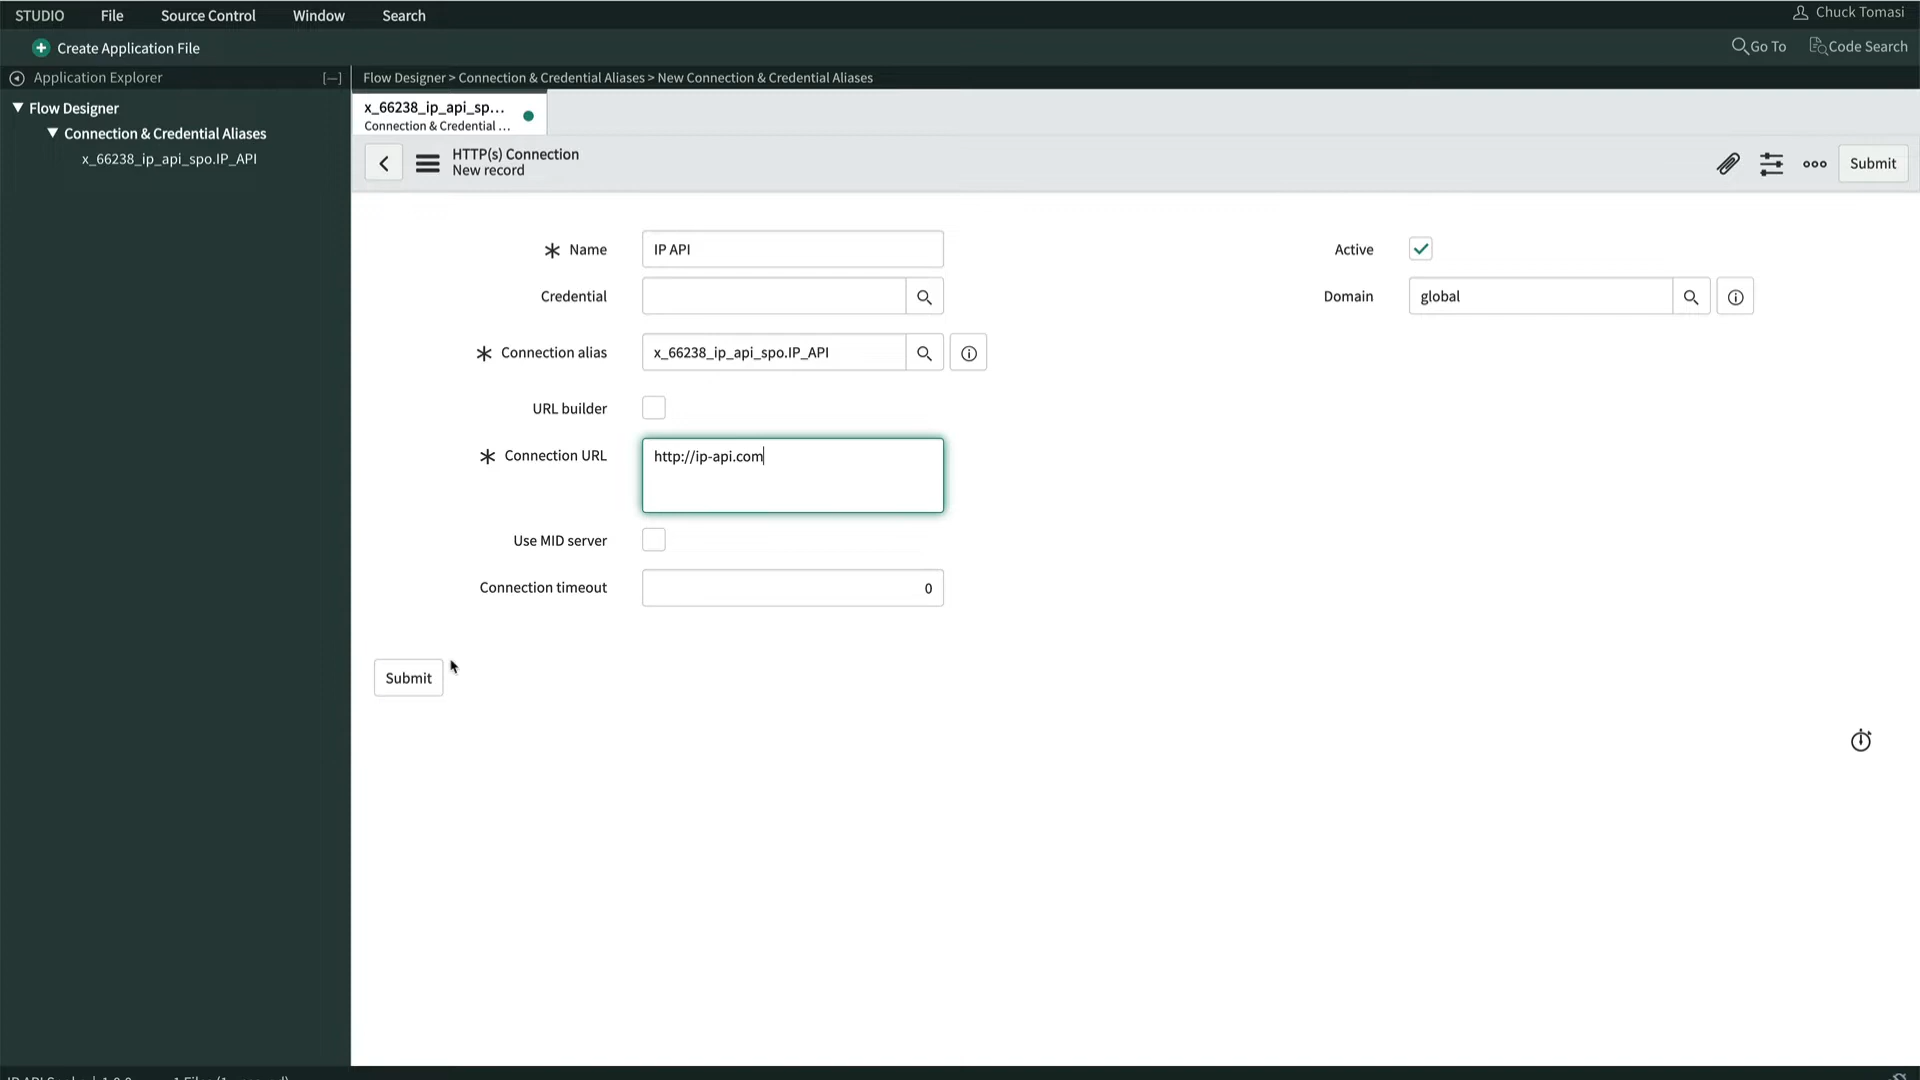 STUDIO File Source Control Window Search Chuck Tomasi
Create Application File Go To Code Search
Application Explorer [—] Flow Designer > Connection & Credential Aliases > New Connection & Credential Aliases
Flow Designer
Connection & Credential Aliases
x_66238_ip_api_spo.IP_API
x_66238_ip_api_sp...
Connection & Credential ...
HTTP(s) Connection
New record
Submit
Name IP API Active
Credential Domain global
Connection alias x_66238_ip_api_spo.IP_API
URL builder
Connection URL http://ip-api.com
Use MID server
Connection timeout 0
Submit